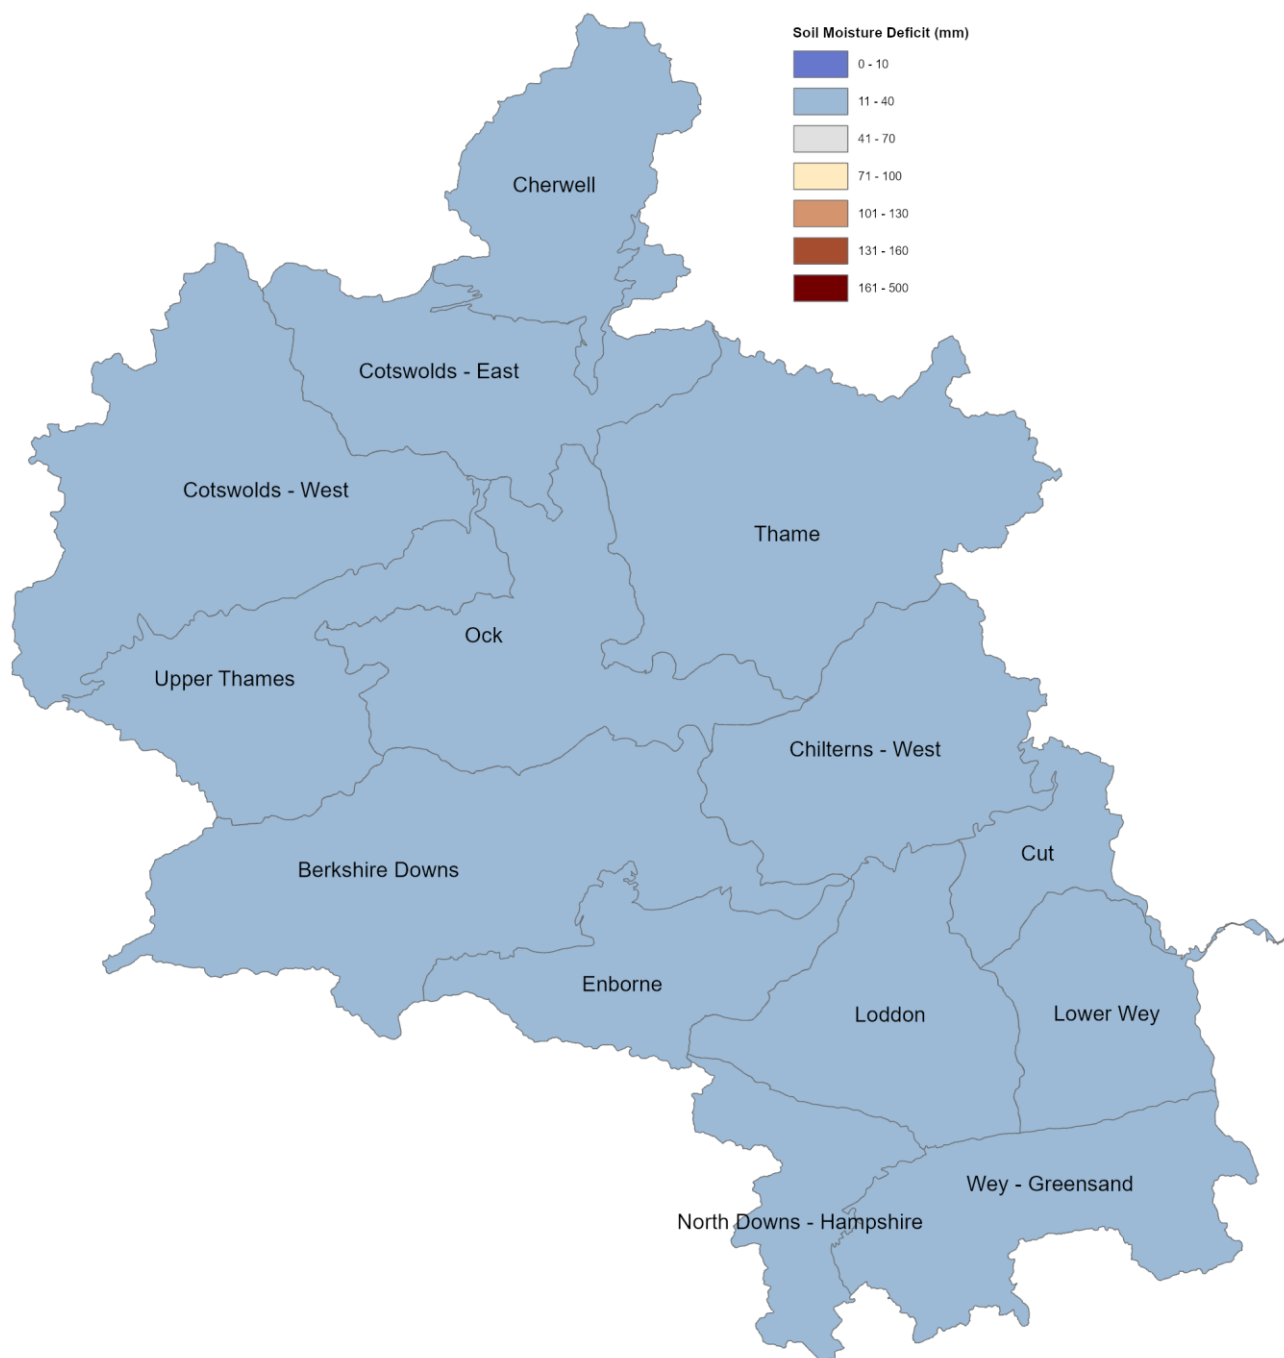 Soil Moisture Deficit (mm)
0 - 10
11 - 40
41 - 70
71 - 100
101 - 130
131 - 160
161 - 500
Cherwell
Cotswolds - East
Cotswolds - West
Thame
Ock
Upper Thames
Chilterns - West
Cut
Berkshire Downs
Enborne
Loddon
Lower Wey
Wey - Greensand
North Downs - Hampshire